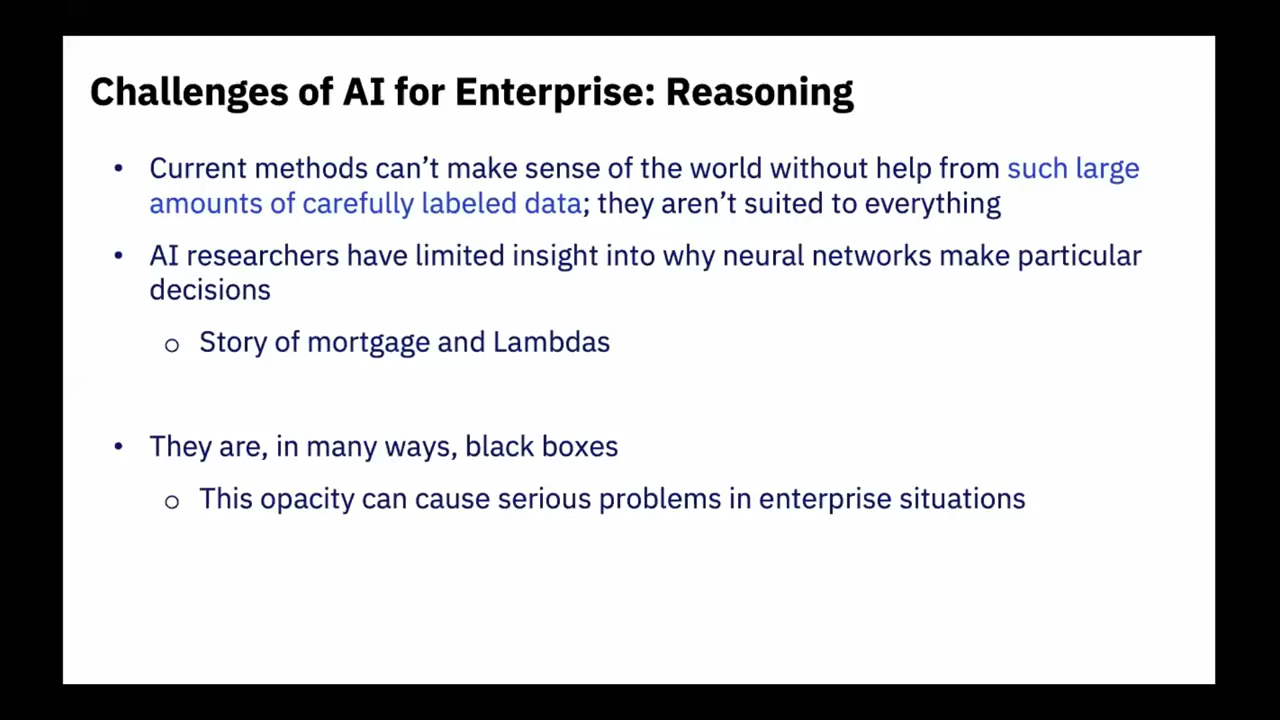 Challenges of AI for Enterprise: Reasoning
• Current methods can’t make sense of the world without help from such large
amounts of carefully labeled data; they aren’t suited to everything
• AI researchers have limited insight into why neural networks make particular
decisions
○ Story of mortgage and Lambdas
• They are, in many ways, black boxes
○ This opacity can cause serious problems in enterprise situations